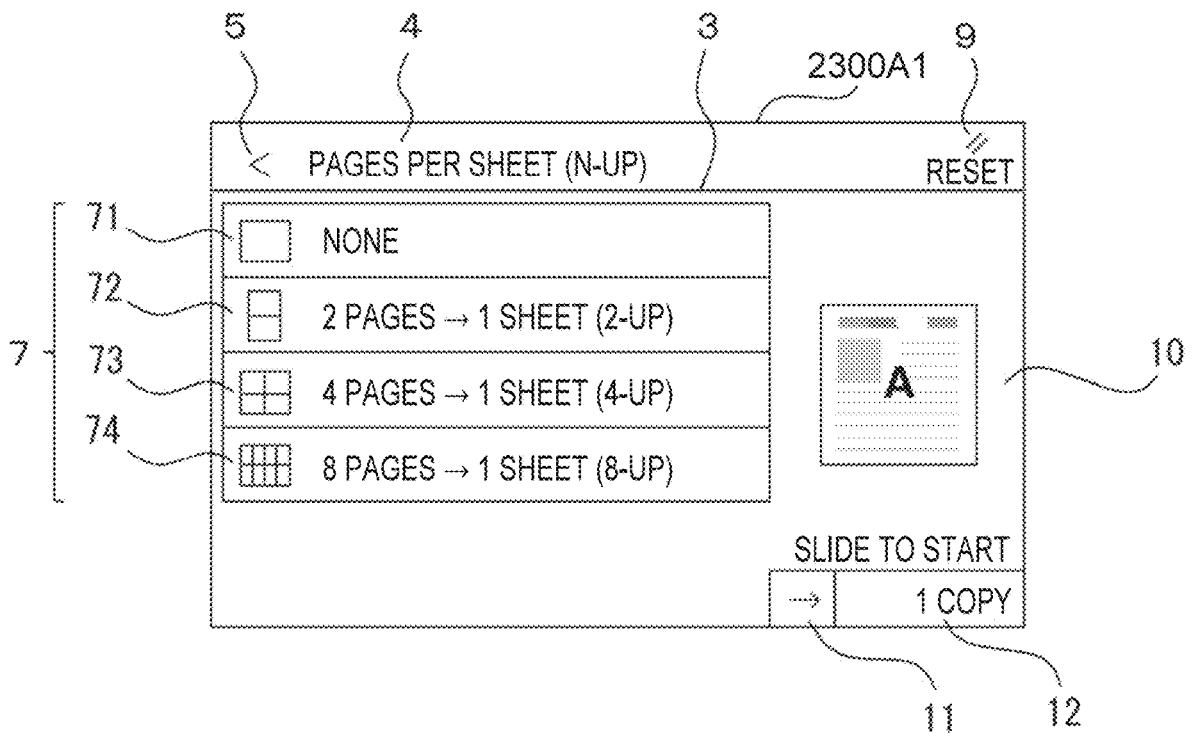 5
4
3
9
2300A1
<
PAGES PER SHEET (N-UP)
RESET
7
71
NONE
72
2 PAGES → 1 SHEET (2-UP)
73
4 PAGES → 1 SHEET (4-UP)
74
8 PAGES → 1 SHEET (8-UP)
A
10
SLIDE TO START
→
1 COPY
11
12